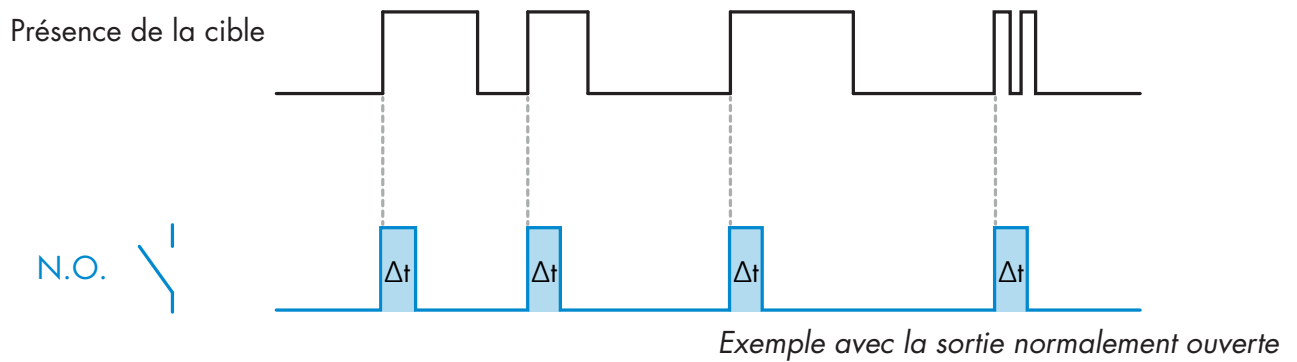 Présence de la cible
N.O.
Δt Δt Δt Δt
Exemple avec la sortie normalement ouverte